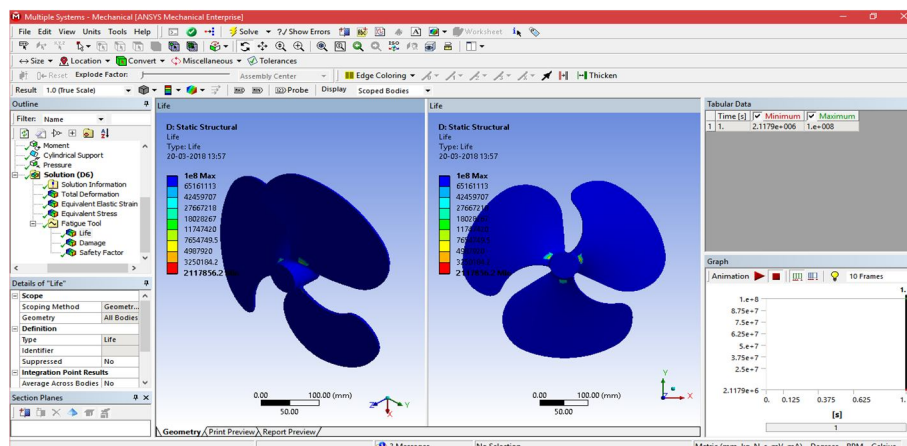 Multiple Systems - Mechanical [ANSYS Mechanical Enterprise]
File Edit View Units Tools Help Solve ?/ Show Errors Worksheet
Size Location Convert Miscellaneous Tolerances
Reset Explode Factor: Assembly Center Edge Coloring Thicken
Result 1.0 (True Scale) Probe Display Scoped Bodies
Outline
Filter: Name
Moment
Cylindrical Support
Pressure
Solution (D6)
Solution Information
Total Deformation
Equivalent Elastic Strain
Equivalent Stress
Fatigue Tool
Life
Damage
Safety Factor
Details of "Life"
Scope
Scoping Method Geometr...
Geometry All Bodies
Definition
Type Life
Identifier
Suppressed No
Integration Point Results
Average Across Bodies No
Section Planes
Life
D: Static Structural
Life
Type: Life
20-03-2018 13:57
1e8 Max
65161113
42459707
27667218
18028267
11747420
7654749.5
4987920
3250184.2
2117856.2
0.00 100.00 (mm)
50.00
Z X Y
Life
D: Static Structural
Life
Type: Life
20-03-2018 13:57
1e8 Max
65161113
42459707
3250184.2
2117856.2
0.00 100.00 (mm)
50.00
Y
Z X
Geometry Print Preview Report Preview
Tabular Data
Time [s] Minimum Maximum
1 1. 2.1179e+006 1.e+008
Graph
Animation 10 Frames
1.
1.e+8
8.75e+7
7.5e+7
6.25e+7
5.e+7
3.75e+7
2.5e+7
2.1179e+6
0. 0.125 0.375 0.625 1.
[s]
1
No Selection